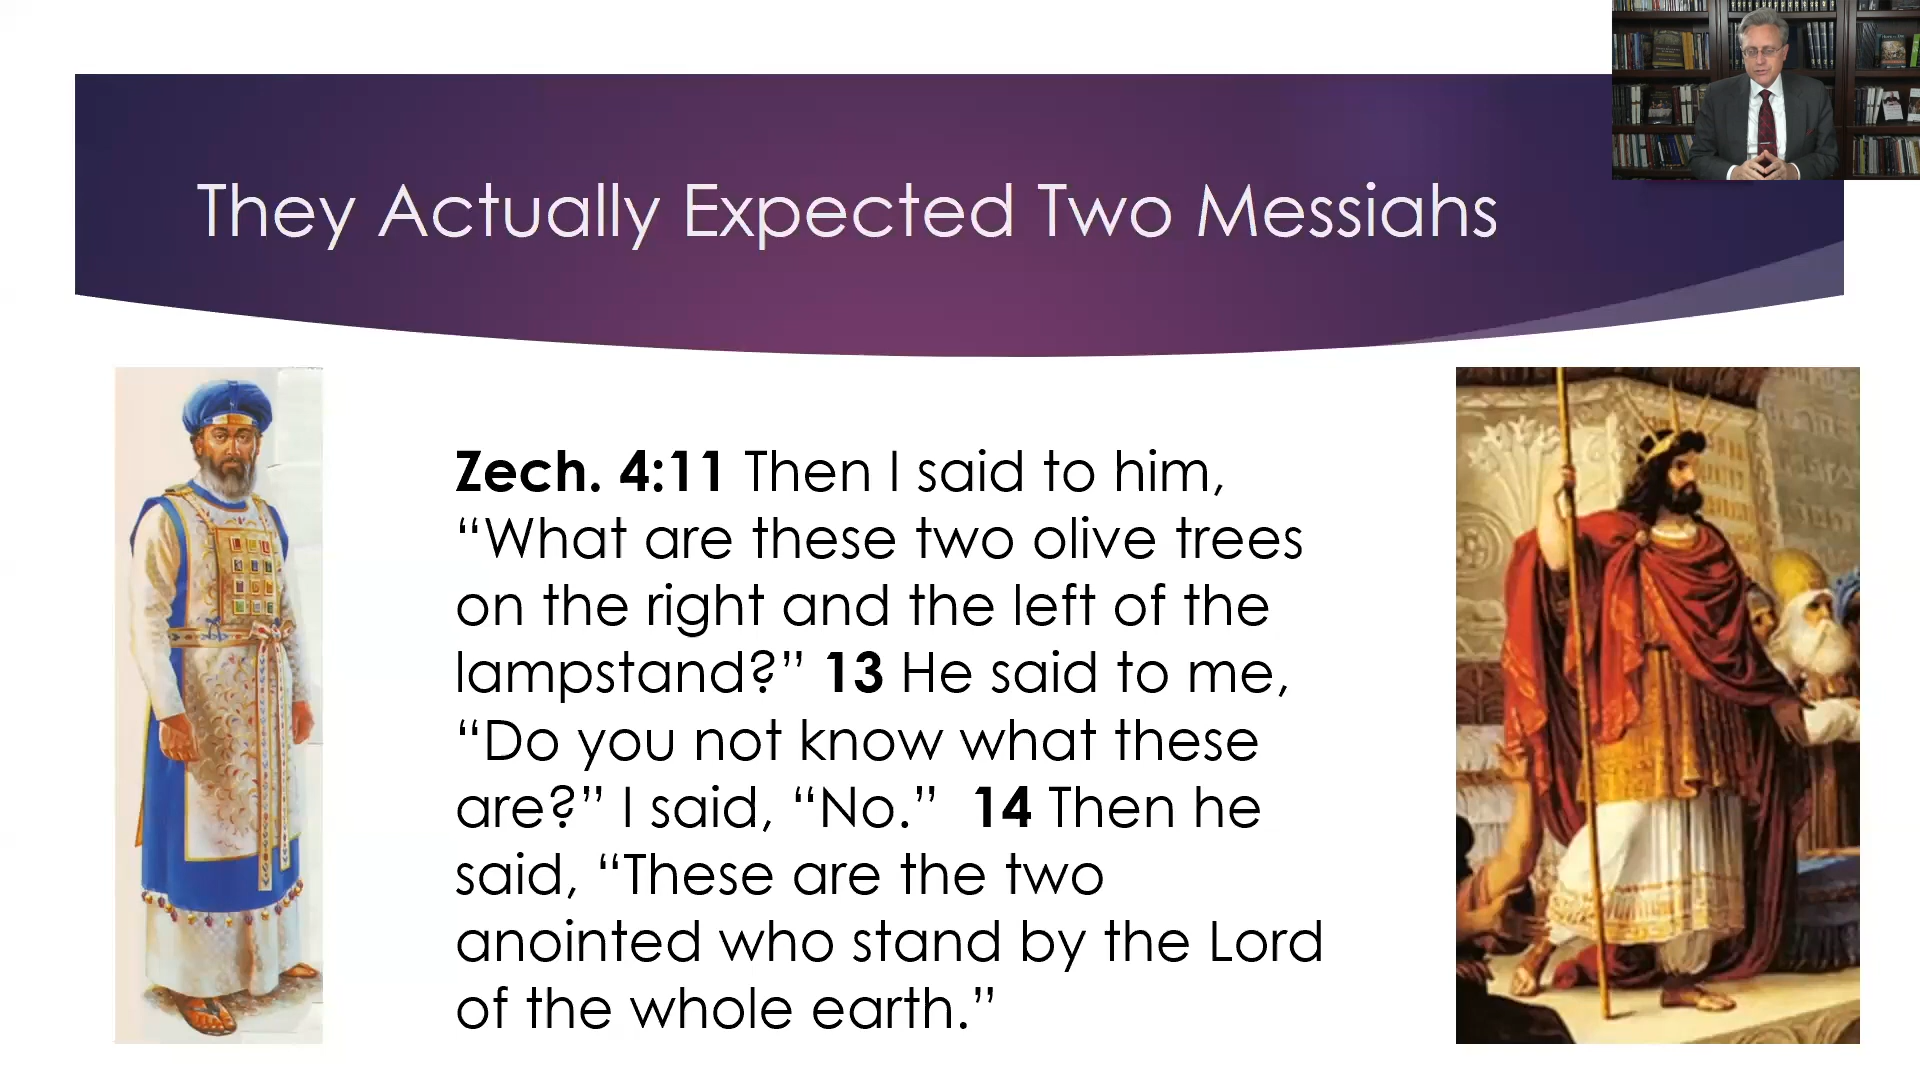 They Actually Expected Two Messiahs
Zech. 4:11 Then I said to him,
“What are these two olive trees
on the right and the left of the
lampstand?” 13 He said to me,
“Do you not know what these
are?” I said, “No.”  14 Then he
said, “These are the two
anointed who stand by the Lord
of the whole earth.”